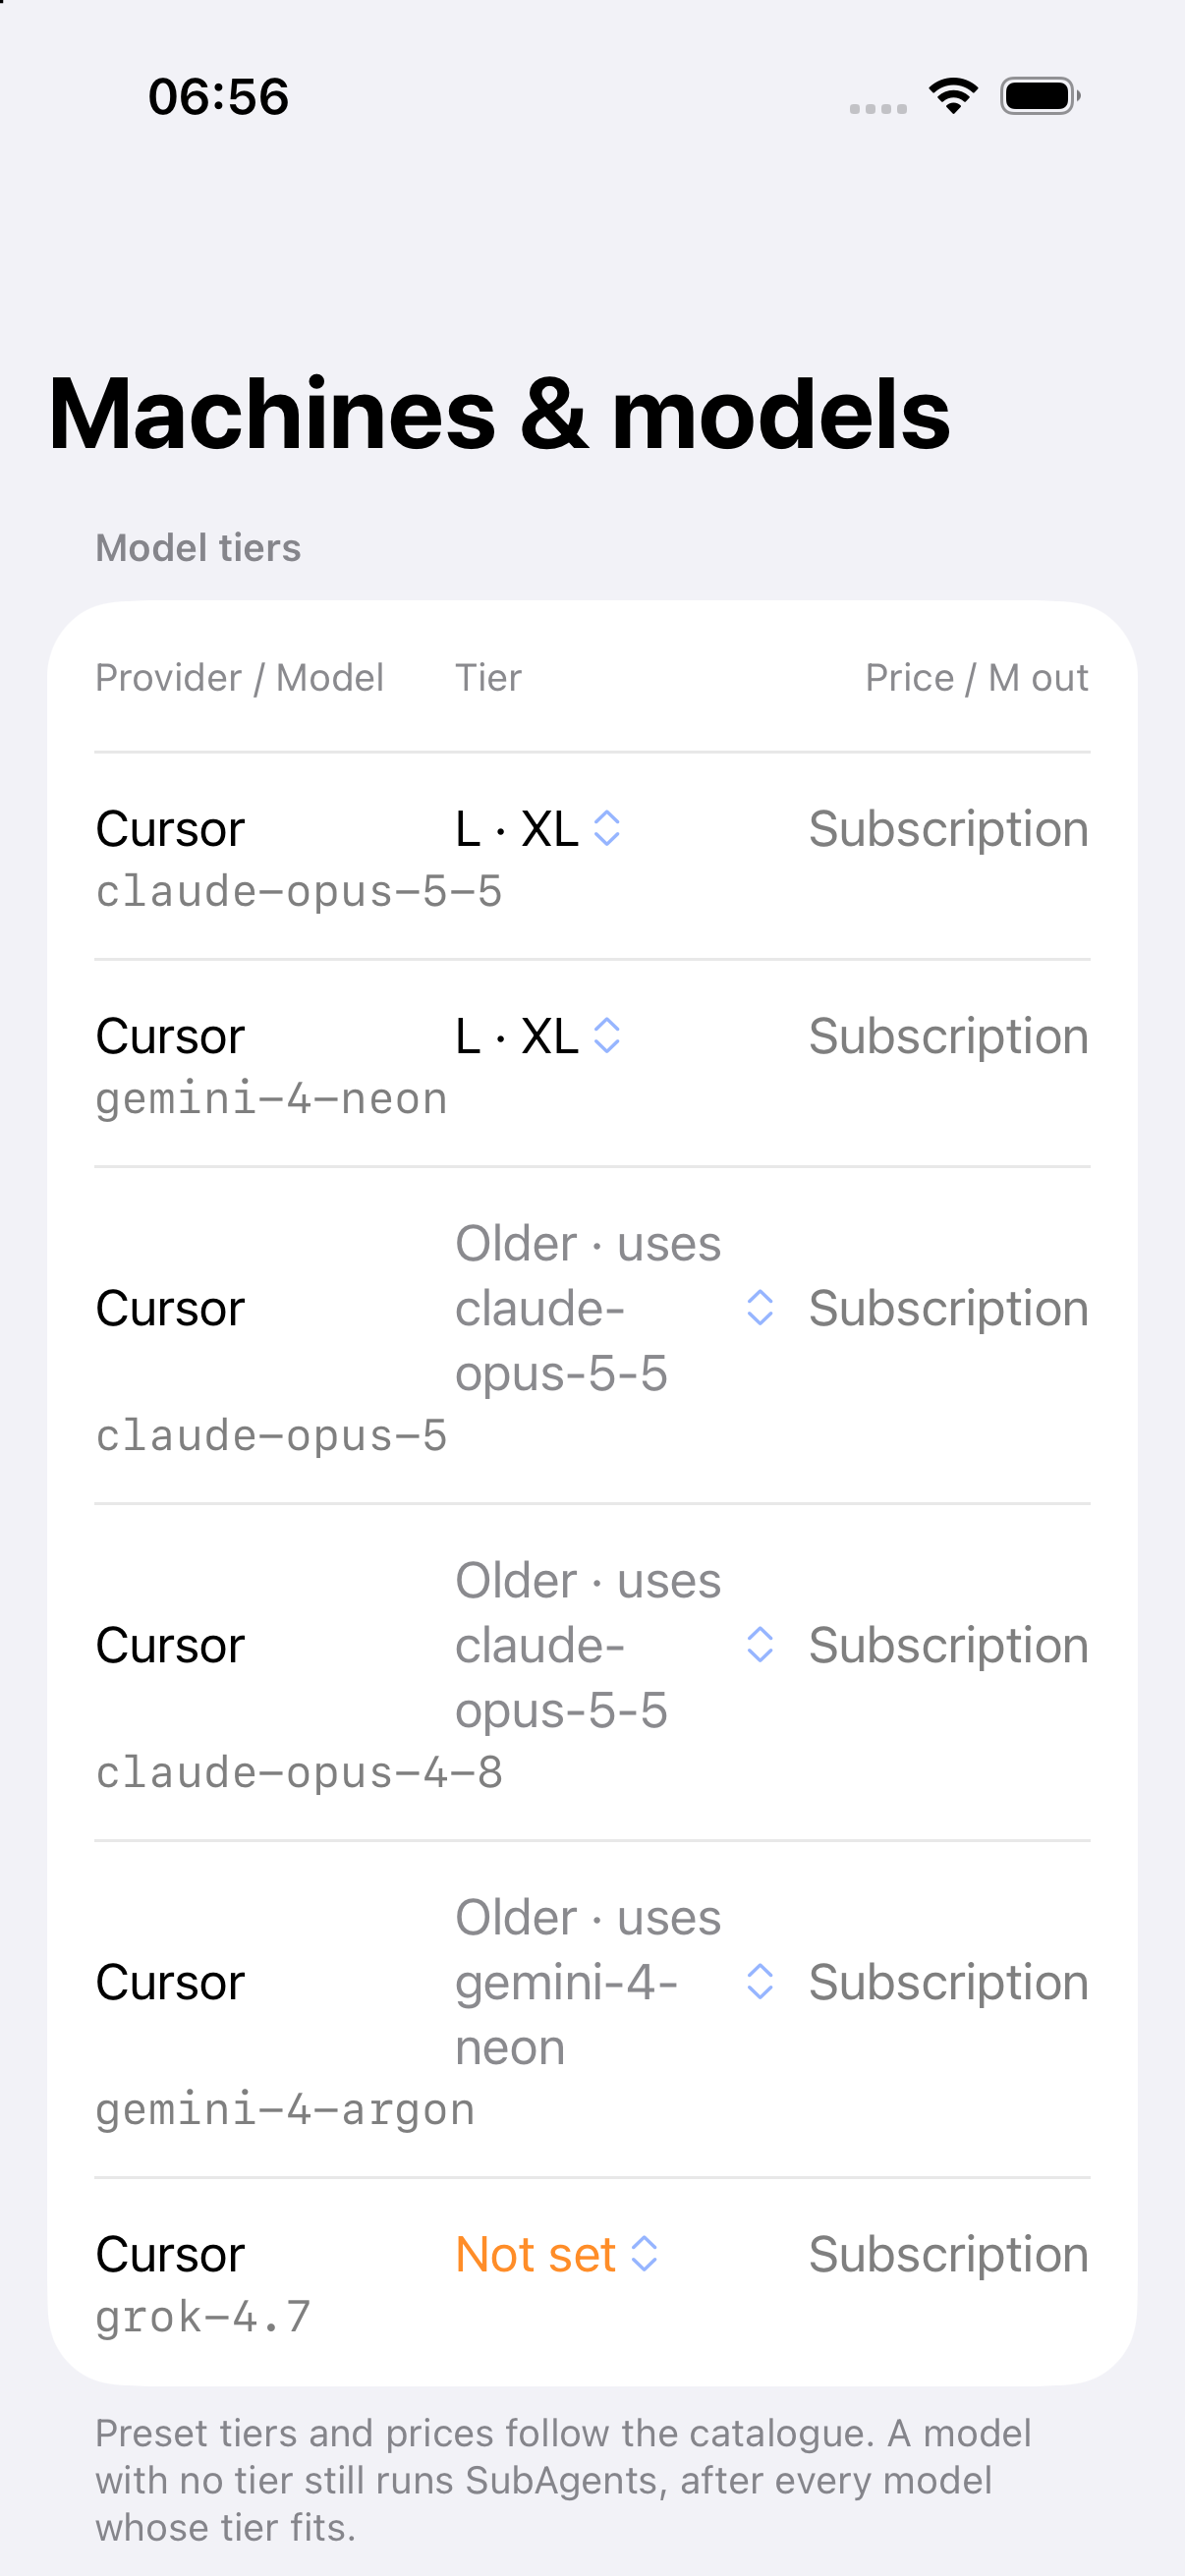 06:56
Machines & models
Model tiers
Provider / Model Tier Price / M out
Cursor L · XL Subscription
claude-opus-5-5
Cursor L · XL Subscription
gemini-4-neon
Older · uses
Cursor claude- Subscription
opus-5-5
claude-opus-5
Older · uses
Cursor claude- Subscription
opus-5-5
claude-opus-4-8
Older · uses
Cursor gemini-4- Subscription
neon
gemini-4-argon
Cursor Not set Subscription
grok-4.7
Preset tiers and prices follow the catalogue. A model
with no tier still runs SubAgents, after every model
whose tier fits.